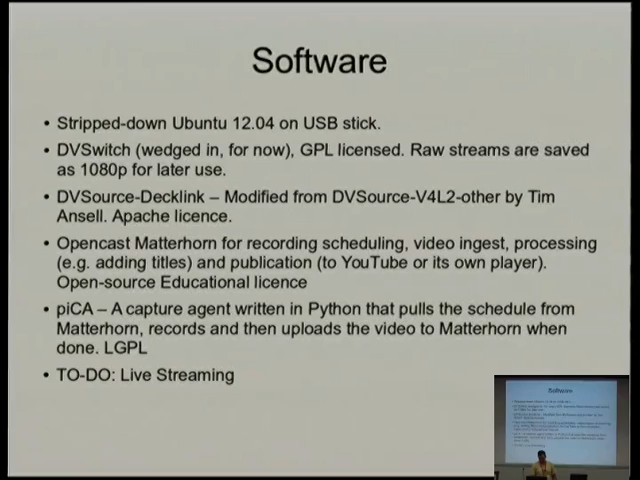 Software
• Stripped-down Ubuntu 12.04 on USB stick.
• DVSwitch (wedged in, for now), GPL licensed. Raw streams are saved
as 1080p for later use.
• DVSource-Decklink – Modified from DVSource-V4L2-other by Tim
Ansell. Apache licence.
• Opencast Matterhorn for recording scheduling, video ingest, processing
(e.g. adding titles) and publication (to YouTube or its own player).
Open-source Educational licence
• piCA – A capture agent written in Python that pulls the schedule from
Matterhorn, records and then uploads the video to Matterhorn when
done. LGPL
• TO-DO: Live Streaming
Software